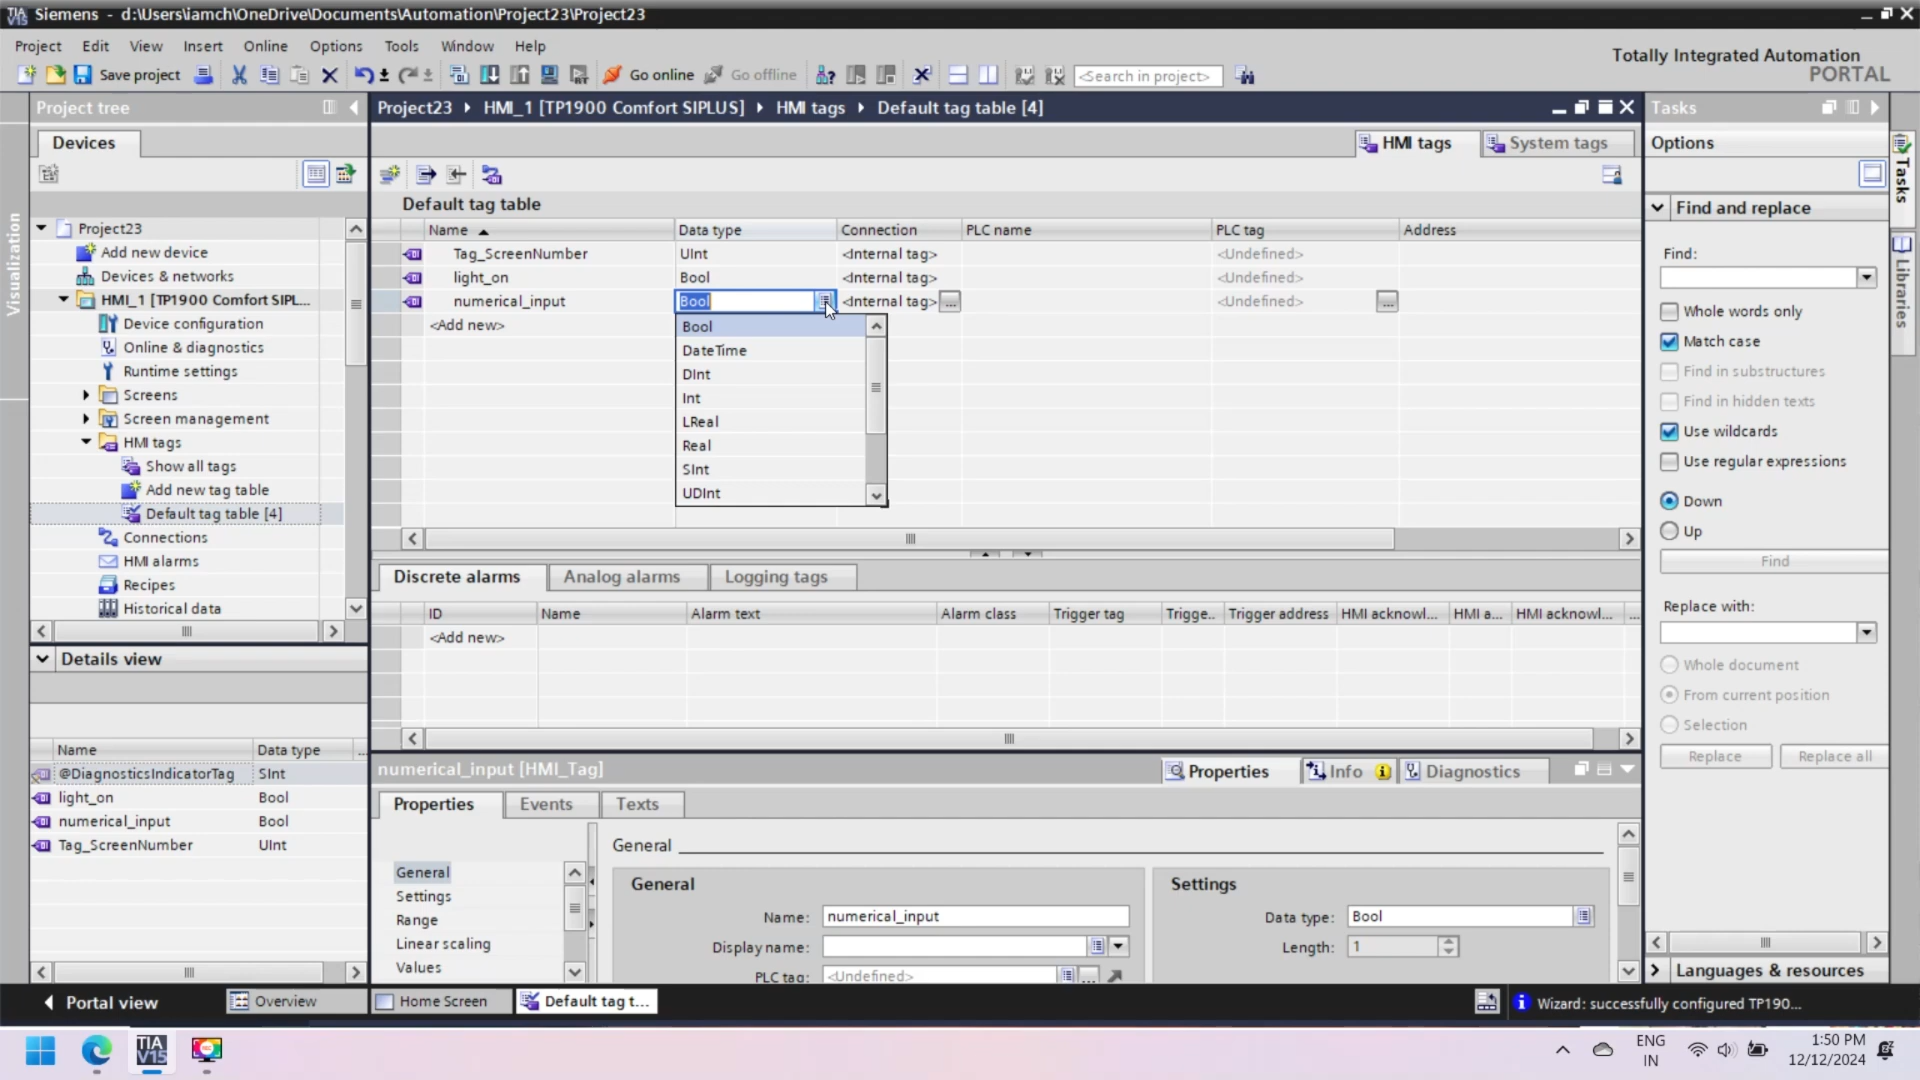 Siemens - d:\Users\iamch\OneDrive\Documents\Automation\Project23\Project23
Project Edit View Insert Online Options Tools Window Help
Totally Integrated Automation
PORTAL
Save project
Go online
Go offline
<Search in project>
Project tree
Project23 HMI_1 [TP1900 Comfort SIPLUS] HMI tags Default tag table [4]
Tasks
Devices
HMI tags
System tags
Options
Default tag table
Name Data type Connection PLC name PLC tag Address
Tag_ScreenNumber UInt <Internal tag> <Undefined>
light_on Bool <Internal tag> <Undefined>
numerical_input Bool <Internal tag> ... <Undefined> ...
<Add new>
Bool
DateTime
DInt
Int
LReal
Real
SInt
UDInt
Visualization
Project23
Add new device
Devices & networks
HMI_1 [TP1900 Comfort SIPL...
Device configuration
Online & diagnostics
Runtime settings
Screens
Screen management
HMI tags
Show all tags
Add new tag table
Default tag table [4]
Connections
HMI alarms
Recipes
Historical data
Find and replace
Find:
Whole words only
Match case
Find in substructures
Find in hidden texts
Use wildcards
Use regular expressions
Down
Up
Find
Replace with:
Whole document
From current position
Selection
Replace
Replace all
Languages & resources
Tasks
Libraries
Discrete alarms
Analog alarms
Logging tags
ID Name Alarm text Alarm class Trigger tag Trigge.. Trigger address HMI acknowl... HMI a... HMI acknowl... ...
<Add new>
Details view
Name Data type ...
@DiagnosticsIndicatorTag SInt
light_on Bool
numerical_input Bool
Tag_ScreenNumber UInt
numerical_input [HMI_Tag]
Properties
Info
Diagnostics
Properties
Events
Texts
General
Settings
Range
Linear scaling
Values
General
General
Name: numerical_input
Display name:
PLC tag: <Undefined> ...
Settings
Data type: Bool
Length: 1
Portal view
Overview
Home Screen
Default tag t...
Wizard: successfully configured TP190...
TIA
V15
ENG
IN
1:50 PM
12/12/2024